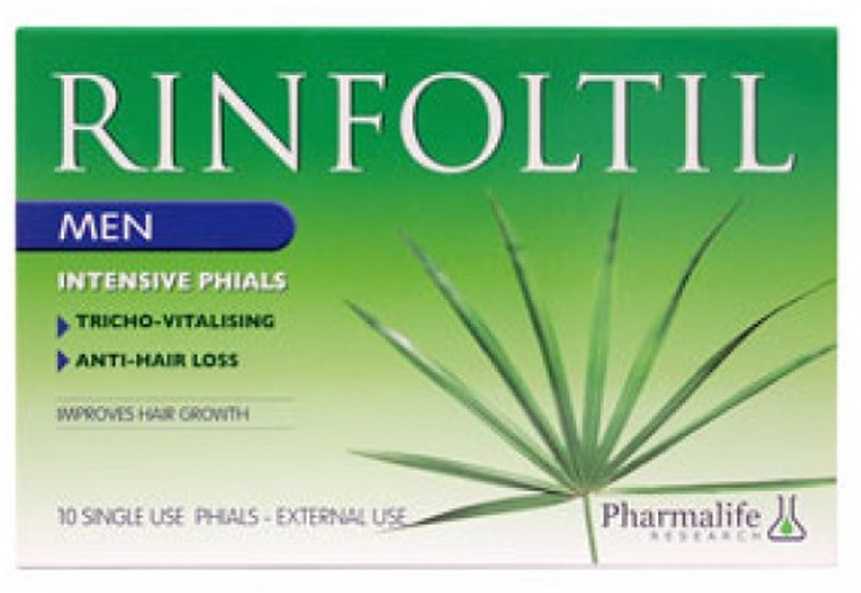 RINFOLTIL
MEN
INTENSIVE PHIALS
TRICHO-VITALISING
ANTI-HAIR LOSS
IMPROVES HAIR GROWTH
10 SINGLE USE PHIALS - EXTERNAL USE
Pharmalife
RESEARCH